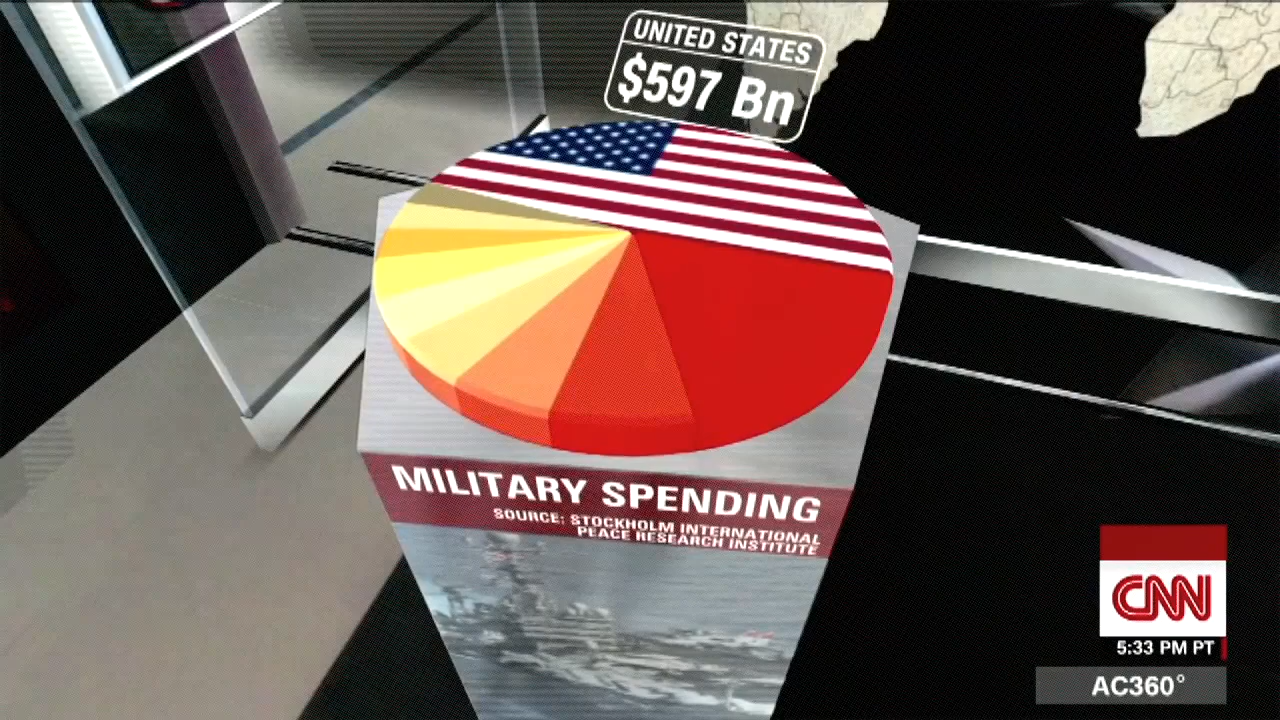 UNITED STATES
$597 Bn
MILITARY SPENDING
SOURCE: STOCKHOLM INTERNATIONAL
PEACE RESEARCH INSTITUTE
CNN
5:33 PM PT
AC360°